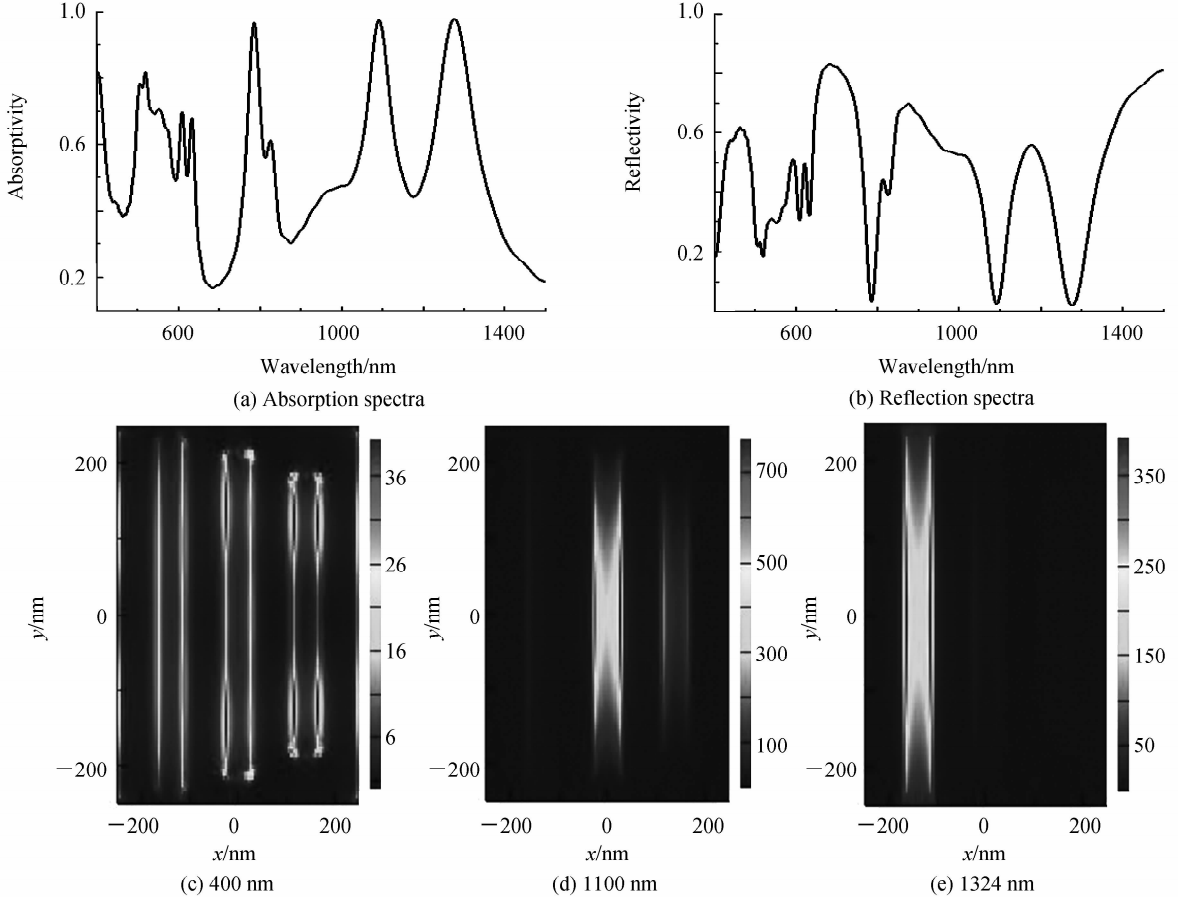 1.0
0.6
0.2
Absorptivity
600
1000
1400
Wavelength/nm
(a) Absorption spectra
1.0
0.6
0.2
Reflectivity
600
1000
1400
Wavelength/nm
(b) Reflection spectra
200
0
−200
y/nm
−200
0
200
x/nm
36
26
16
6
(c) 400 nm
200
0
−200
y/nm
−200
0
200
x/nm
700
500
300
100
(d) 1100 nm
200
0
−200
y/nm
−200
0
200
x/nm
350
250
150
50
(e) 1324 nm